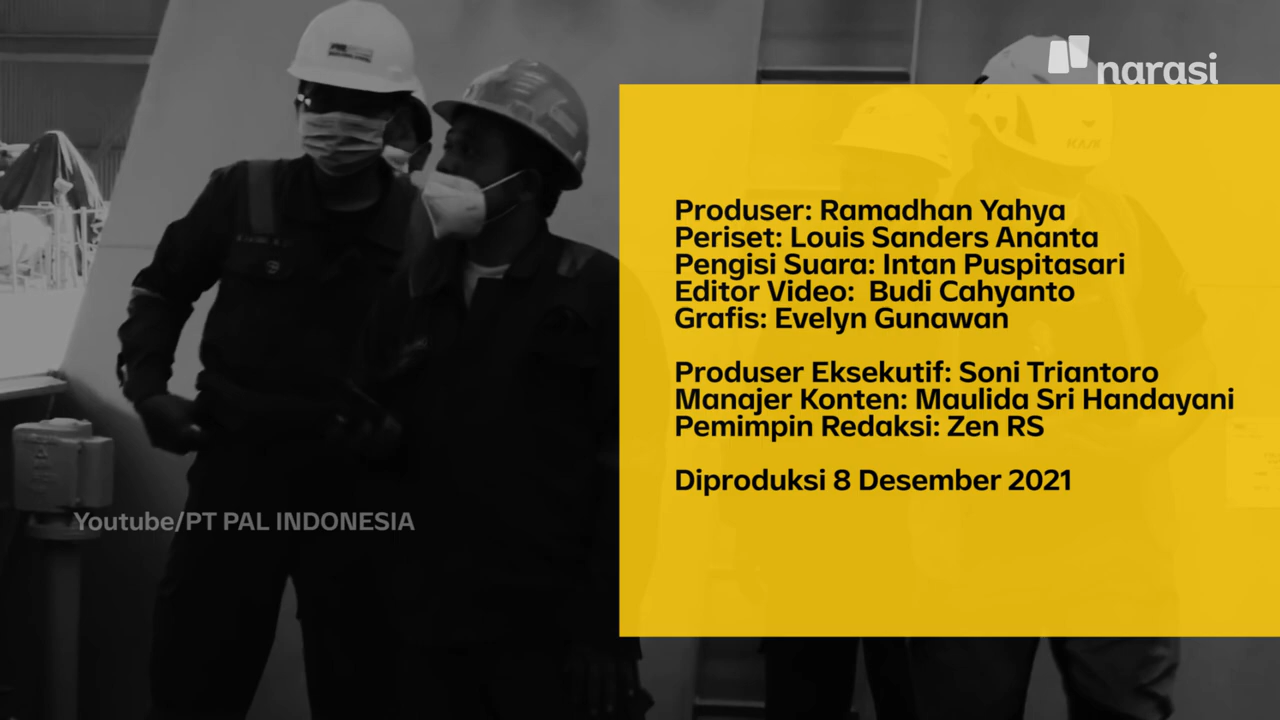 narasi
Produser: Ramadhan Yahya
Periset: Louis Sanders Ananta
Pengisi Suara: Intan Puspitasari
Editor Video: Budi Cahyanto
Grafis: Evelyn Gunawan
Produser Eksekutif: Soni Triantoro
Manajer Konten: Maulida Sri Handayani
Pemimpin Redaksi: Zen RS
Diproduksi 8 Desember 2021
Youtube/PT PAL INDONESIA
KASK